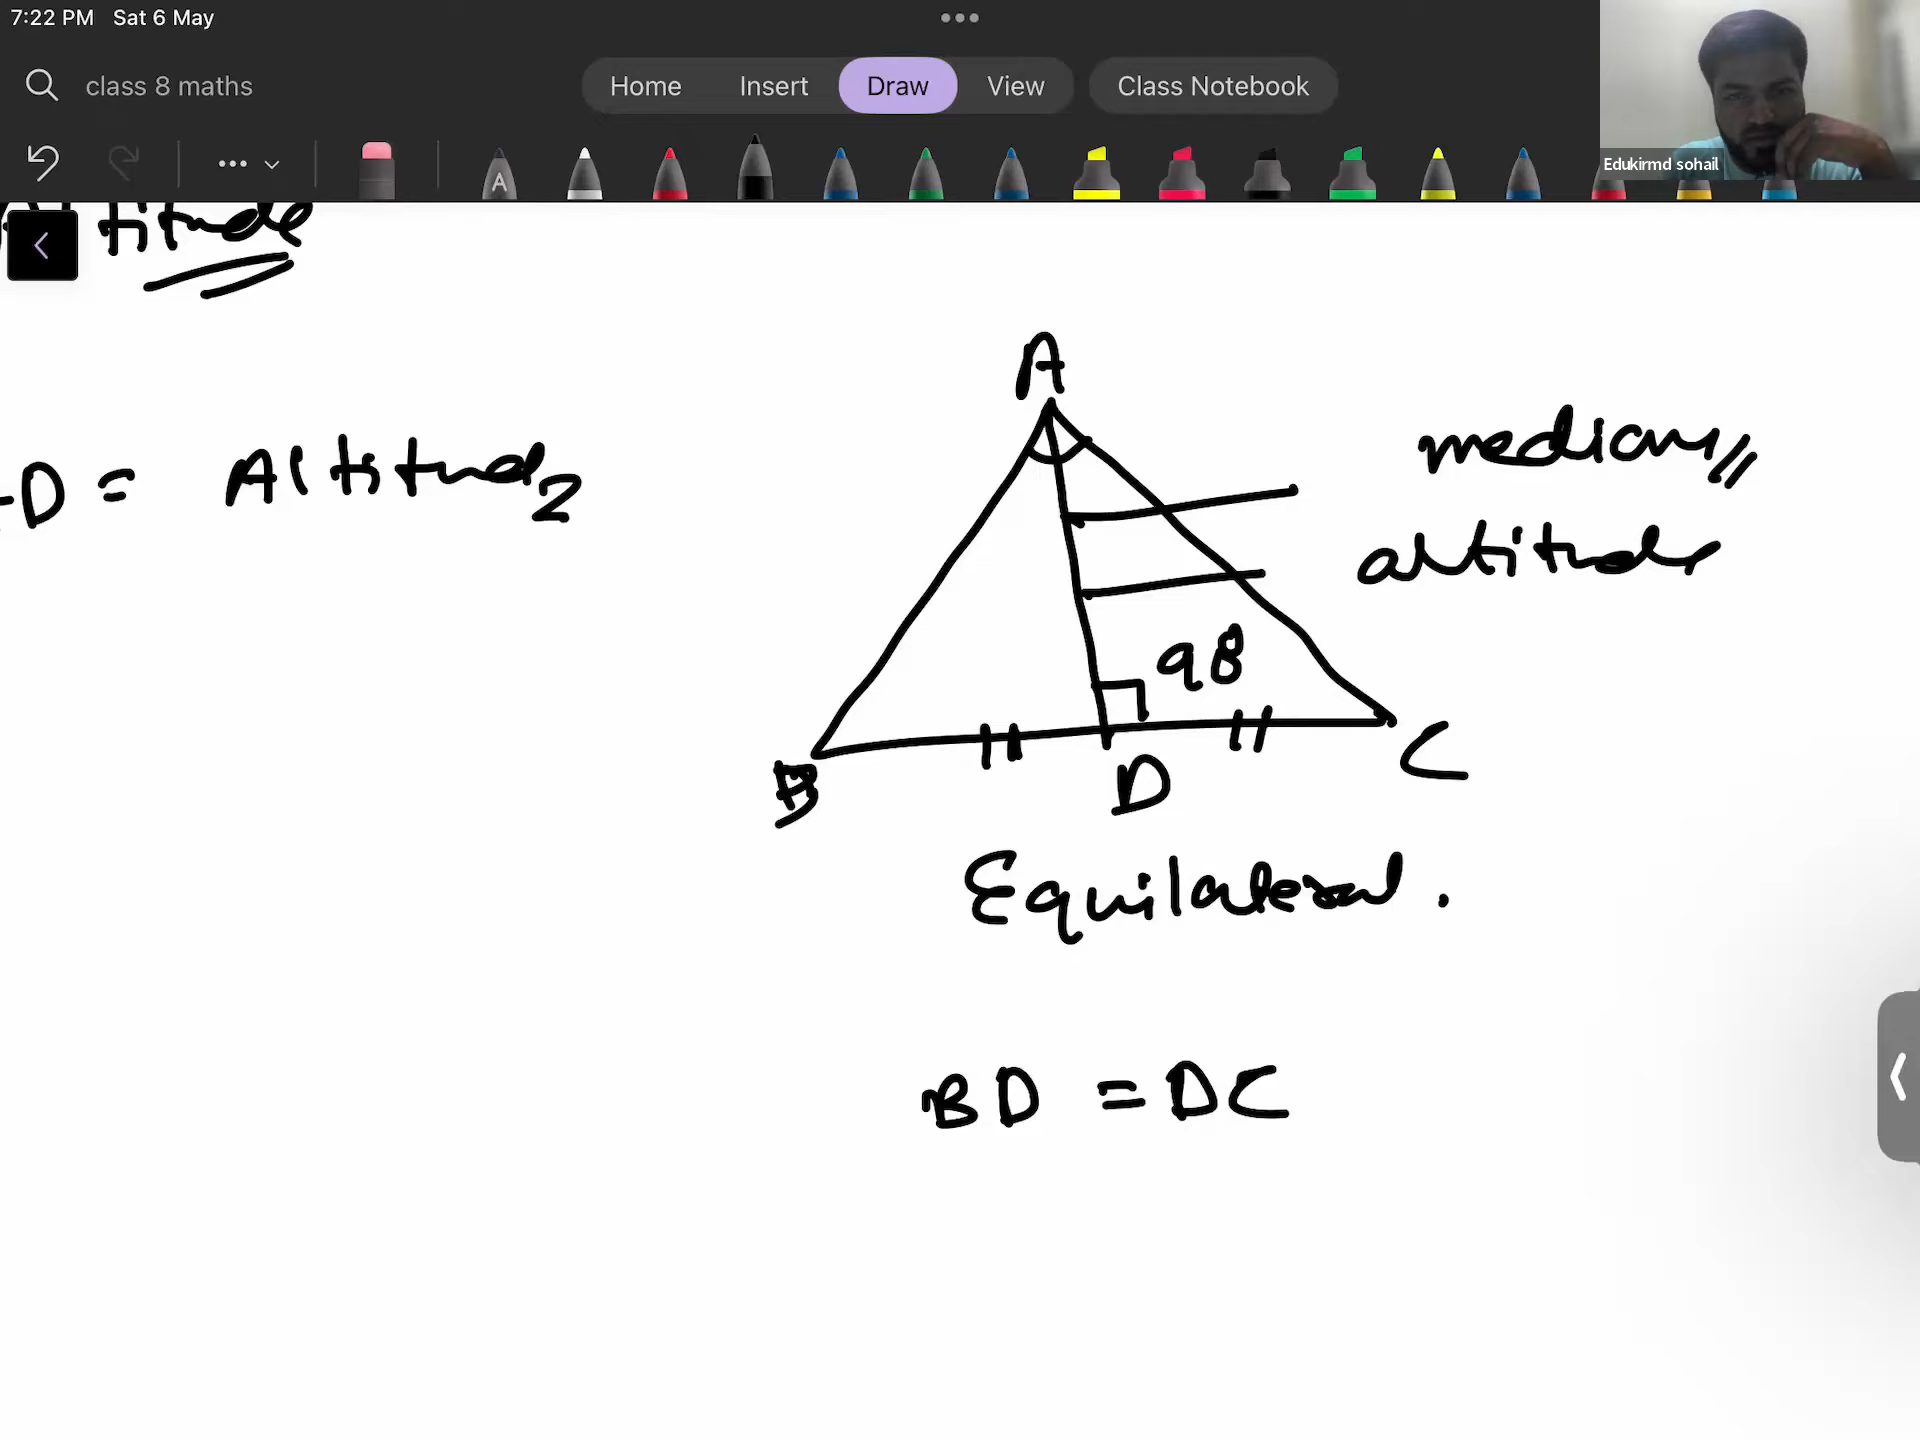 7:22 PM Sat 6 May
class 8 maths
Home Insert Draw View Class Notebook
A
Edukirmd sohail
titude
A
median
D = Altitude
altitude
90°
B D C
Equilateral.
BD = DC